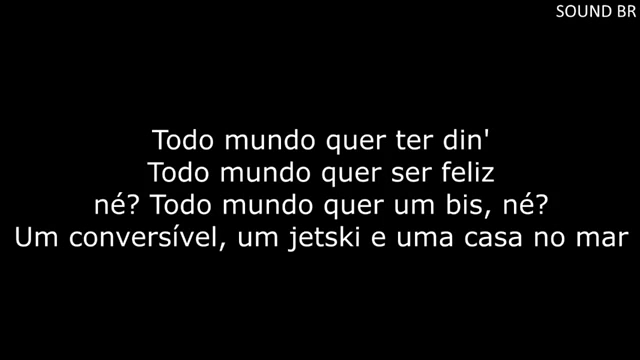 SOUND BR
Todo mundo quer ter din'
Todo mundo quer ser feliz
né? Todo mundo quer um bis, né?
Um conversível, um jetski e uma casa no mar